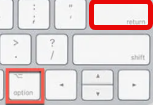 : "
; ' return
> ?
. / shift
option